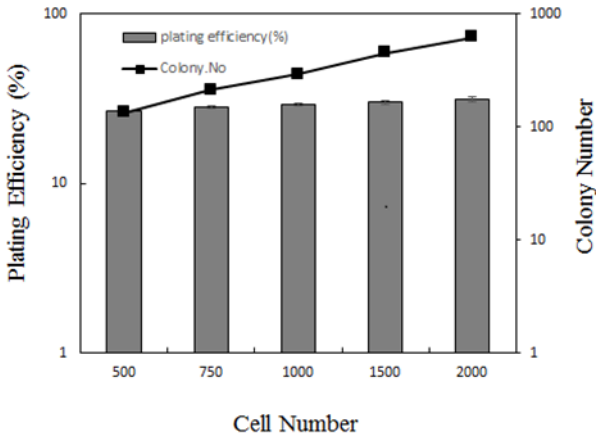 100
10
1
Plating Efficiency (%)
plating efficiency(%)
Colony.No
1000
100
10
1
Colony Number
500 750 1000 1500 2000
Cell Number